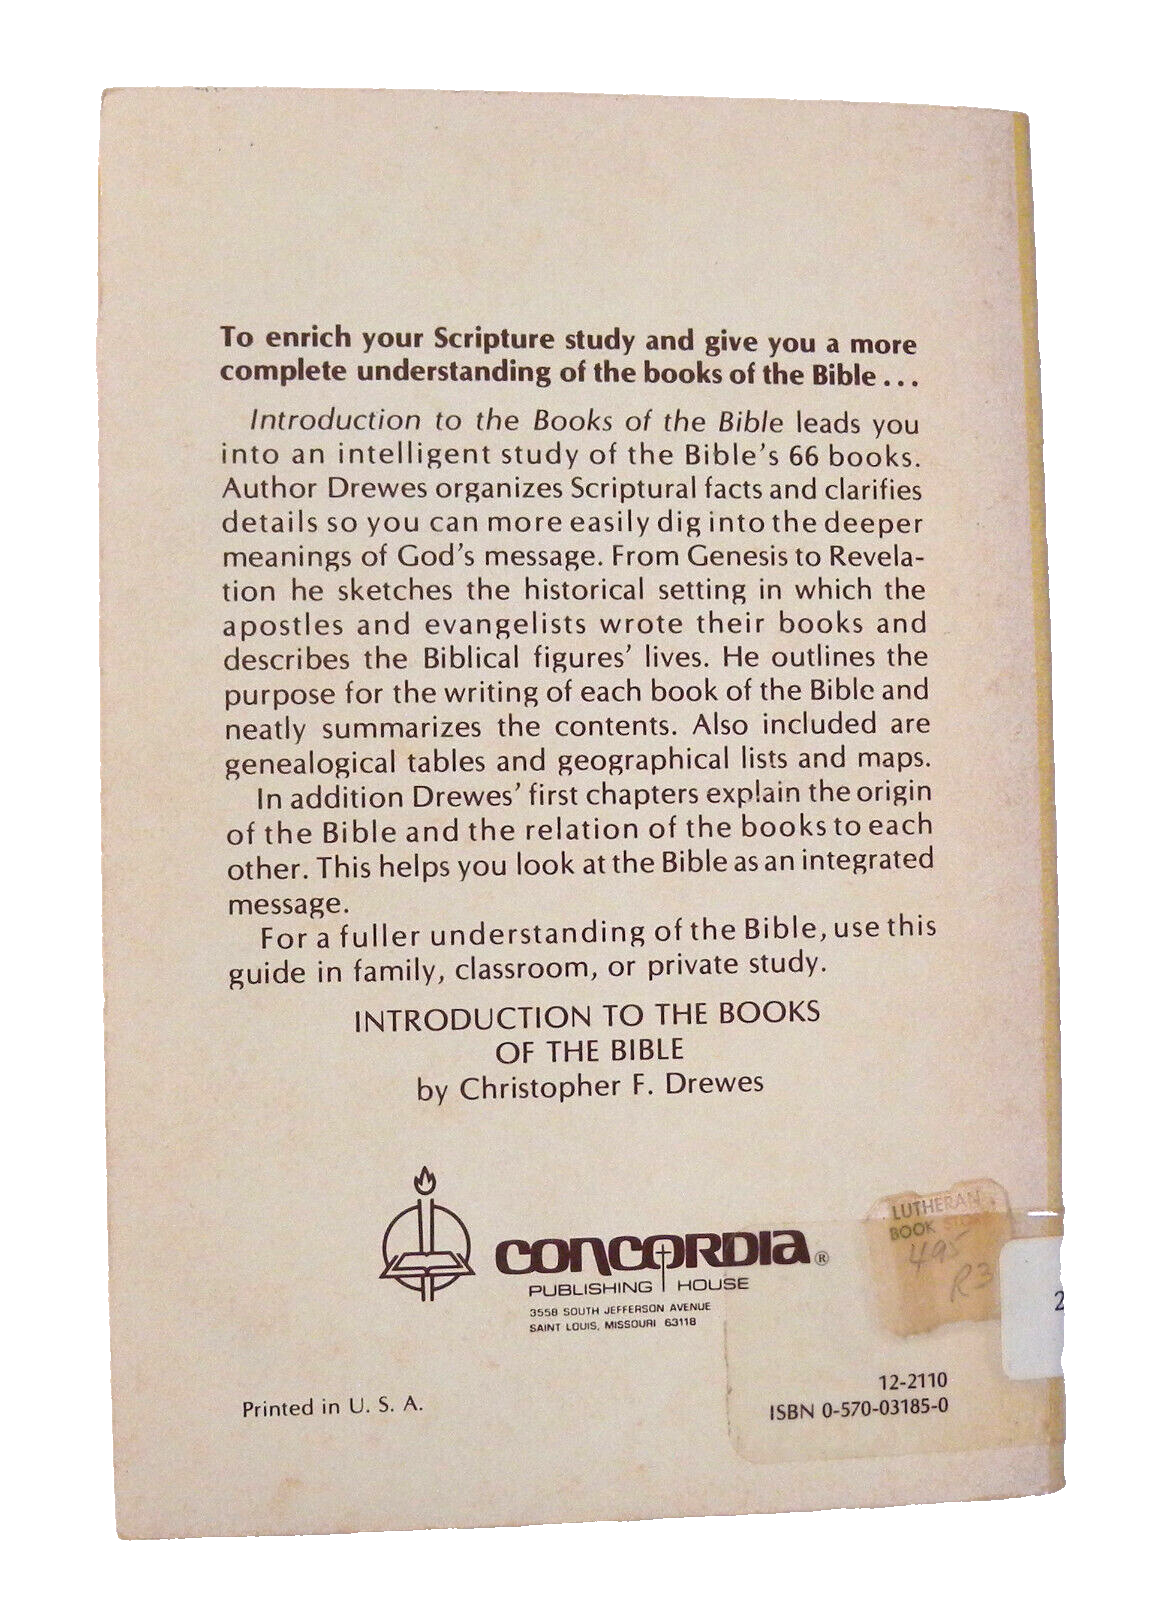 To enrich your Scripture study and give you a more
complete understanding of the books of the Bible...
Introduction to the Books of the Bible leads you
into an intelligent study of the Bible's 66 books.
Author Drewes organizes Scriptural facts and clarifies
details so you can more easily dig into the deeper
meanings of God's message. From Genesis to Revela-
tion he sketches the historical setting in which the
apostles and evangelists wrote their books and
describes the Biblical figures' lives. He outlines the
purpose for the writing of each book of the Bible and
neatly summarizes the contents. Also included are
genealogical tables and geographical lists and maps.
In addition Drewes' first chapters explain the origin
of the Bible and the relation of the books to each
other. This helps you look at the Bible as an integrated
message.
For a fuller understanding of the Bible, use this
guide in family, classroom, or private study.
INTRODUCTION TO THE BOOKS
OF THE BIBLE
by Christopher F. Drewes
CONCORDIA®
PUBLISHING HOUSE
3558 SOUTH JEFFERSON AVENUE
SAINT LOUIS, MISSOURI 63118
LUTHERAN
BOOK STORE
495
R3
2
Printed in U. S. A.
12-2110
ISBN 0-570-03185-0